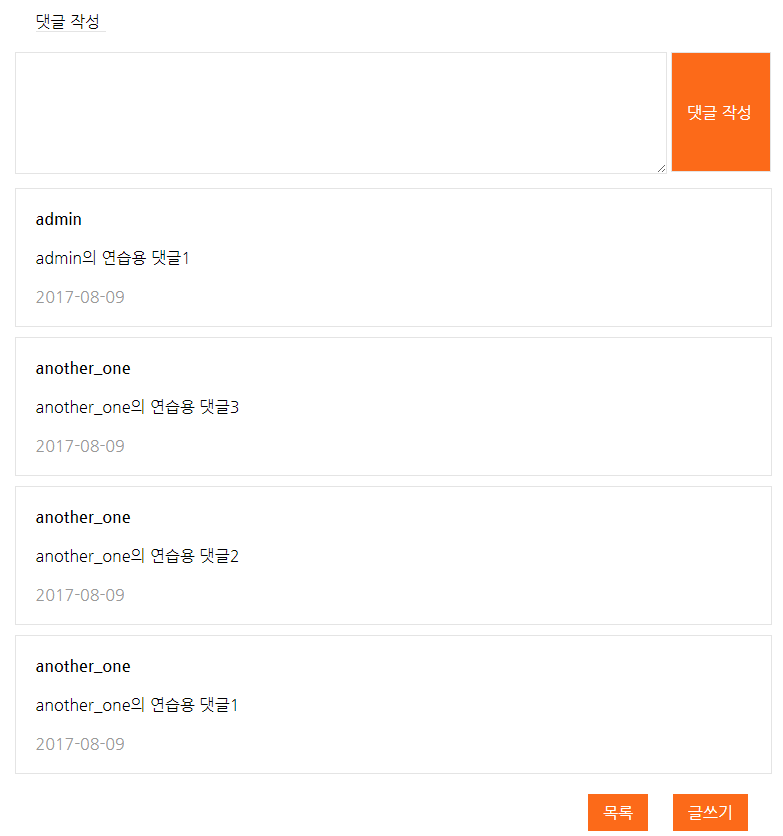 댓글 작성
댓글 작성
admin
admin의 연습용 댓글1
2017-08-09
another_one
another_one의 연습용 댓글3
2017-08-09
another_one
another_one의 연습용 댓글2
2017-08-09
another_one
another_one의 연습용 댓글1
2017-08-09
목록 글쓰기